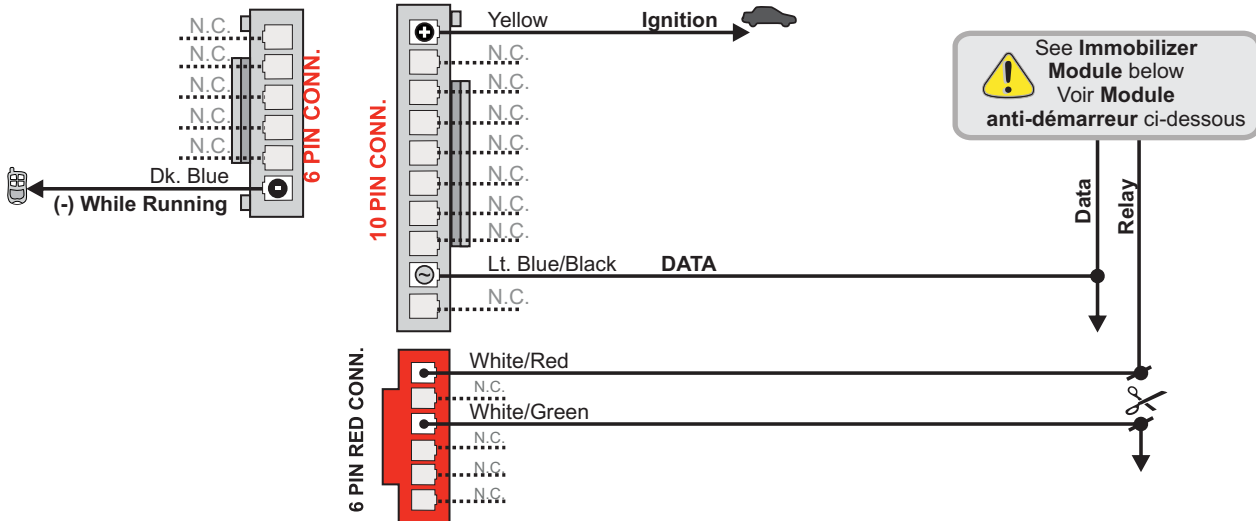 N.C.
N.C.
N.C.
N.C.
N.C.
Dk. Blue
(-) While Running
6 PIN CONN.
10 PIN CONN.
Yellow
Ignition
N.C.
N.C.
N.C.
N.C.
N.C.
N.C.
N.C.
Lt. Blue/Black
DATA
N.C.
See Immobilizer
Module below
Voir Module
anti-démarreur ci-dessous
Data
Relay
6 PIN RED CONN.
White/Red
N.C.
White/Green
N.C.
N.C.
N.C.